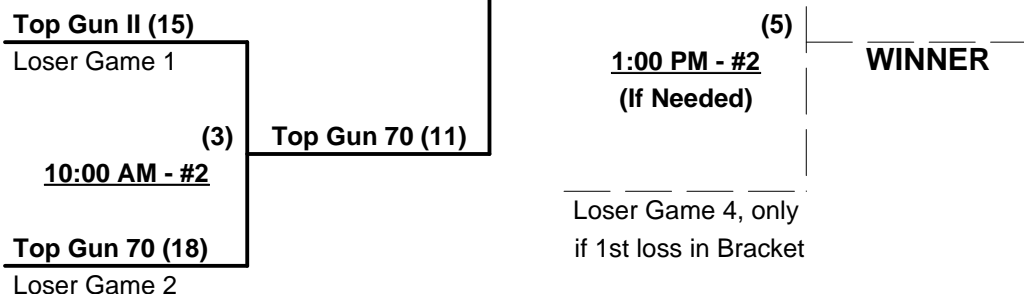 Top Gun II (15)
Loser Game 1
(3)
10:00 AM - #2
Top Gun 70 (11)
Top Gun 70 (18)
Loser Game 2
(5)
1:00 PM - #2
(If Needed)
WINNER
Loser Game 4, only
if 1st loss in Bracket